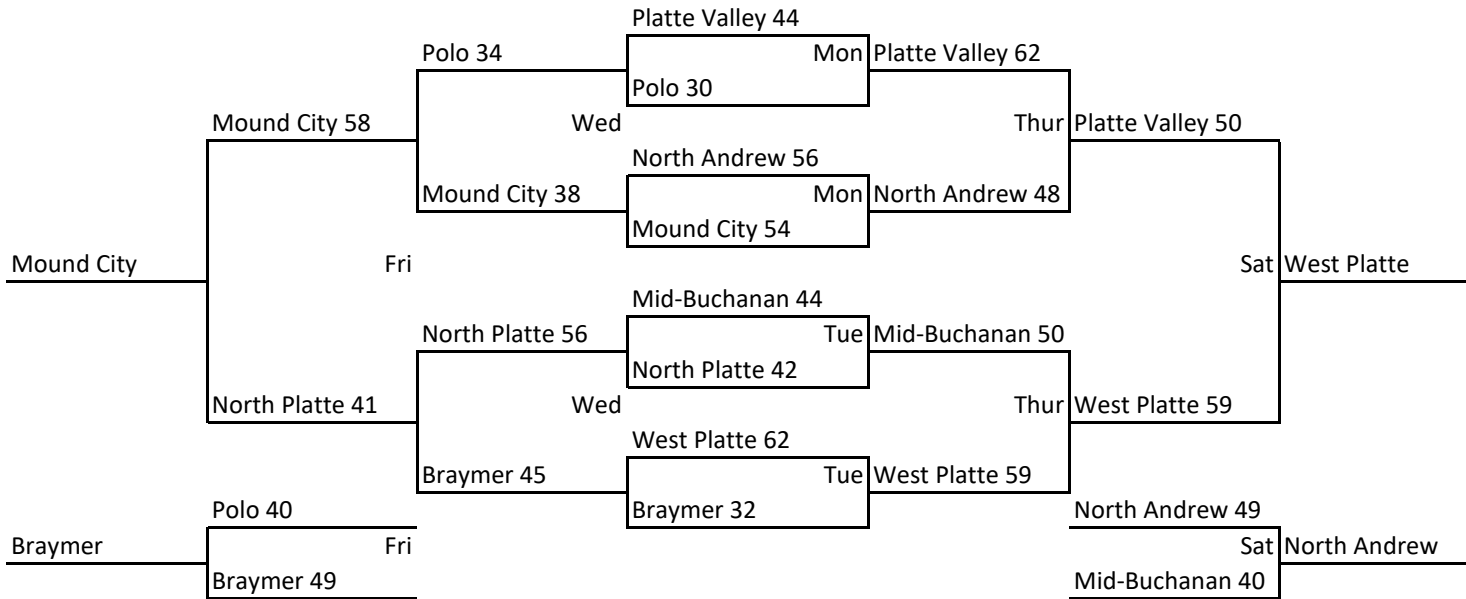 Platte Valley 44
Polo 34
Mon Platte Valley 62
Polo 30
Mound City 58
Wed
Thur Platte Valley 50
North Andrew 56
Mound City 38
Mon North Andrew 48
Mound City 54
Mound City
Fri
Sat West Platte
Mid-Buchanan 44
North Platte 56
Tue Mid-Buchanan 50
North Platte 42
North Platte 41
Wed
Thur West Platte 59
West Platte 62
Braymer 45
Tue West Platte 59
Braymer 32
Polo 40
North Andrew 49
Braymer
Fri
Sat North Andrew
Braymer 49
Mid-Buchanan 40